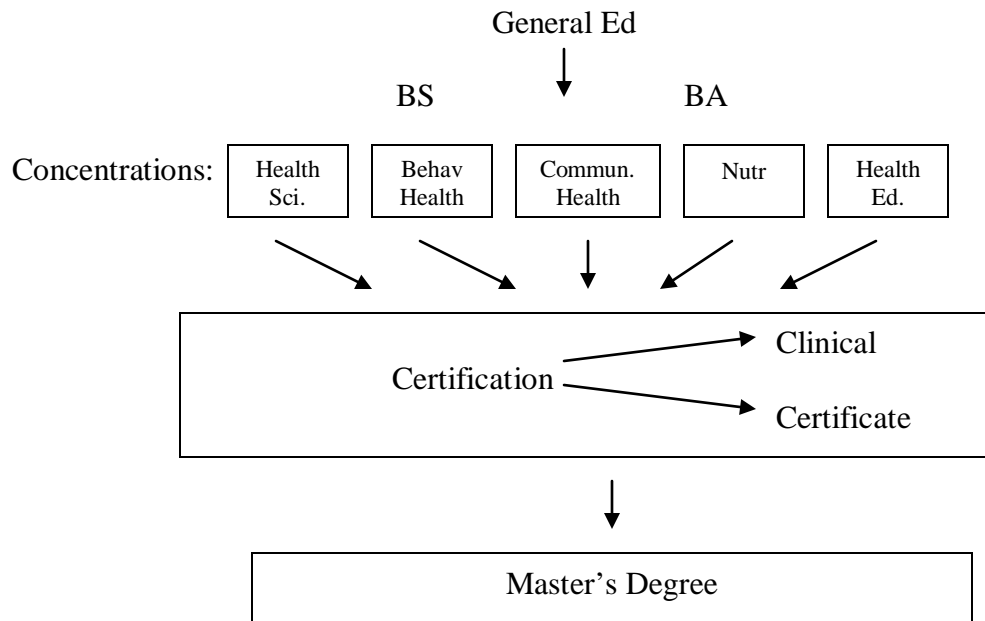 General Ed
BS BA
Concentrations:
Health
Sci.
Behav
Health
Commun.
Health
Nutr
Health
Ed.
Clinical
Certification
Certificate
Master’s Degree